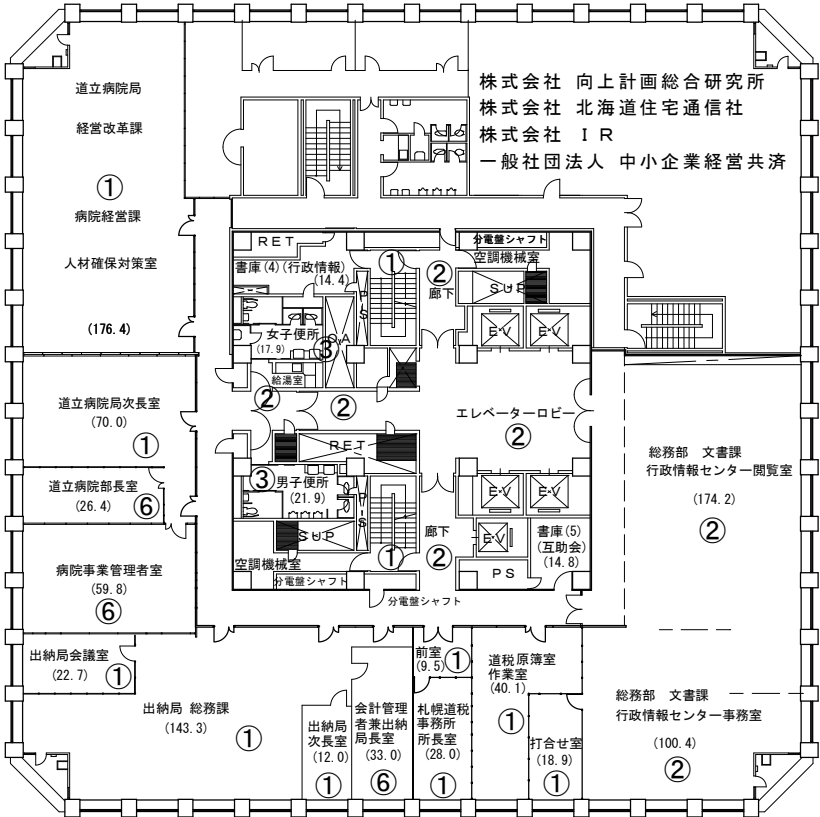 道立病院局
経営改革課
①
病院経営課
人材確保対策室
(176.4)
株式会社 向上計画総合研究所
株式会社 北海道住宅通信社
株式会社 ＩＲ
一般社団法人 中小企業経営共済
RET
書庫(4)(行政情報)
(14.4)
①
②
廊下
分電盤シャフト
空調機械室
SUP
PS
EV
EV
女子便所
(17.9)
③
OA
給湯室
②
②
エレベーターロビー
②
RET
道立病院局次長室
(70.0)
①
道立病院部長室
(26.4)
⑥
病院事業管理者室
(59.8)
⑥
③
男子便所
(21.9)
PS
SUP
空調機械室
分電盤シャフト
①
廊下
②
EV
EV
EV
書庫(5)
(互助会)
(14.8)
PS
分電盤シャフト
総務部 文書課
行政情報センター閲覧室
(174.2)
②
出納局会議室
(22.7)
①
出納局 総務課
(143.3)
①
出納局
次長室
(12.0)
①
会計管理
者兼出納
局長室
(33.0)
⑥
前室
(9.5)
①
札幌道税
事務所
所長室
(28.0)
①
道税原簿室
作業室
(40.1)
①
打合せ室
(18.9)
①
総務部 文書課
行政情報センター事務室
(100.4)
②